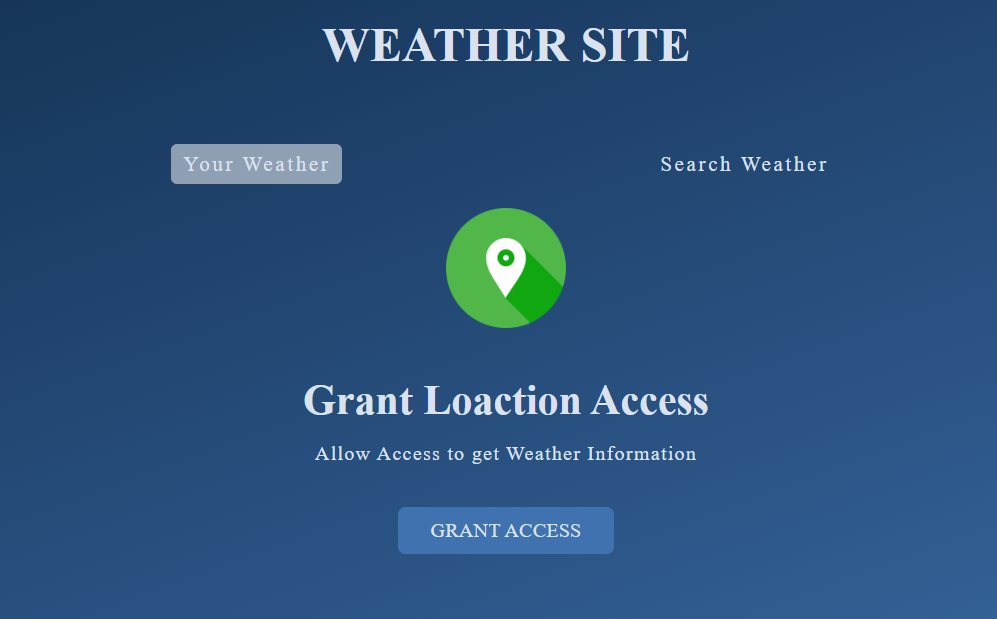 WEATHER SITE
Your Weather
Search Weather
Grant Loaction Access
Allow Access to get Weather Information
GRANT ACCESS